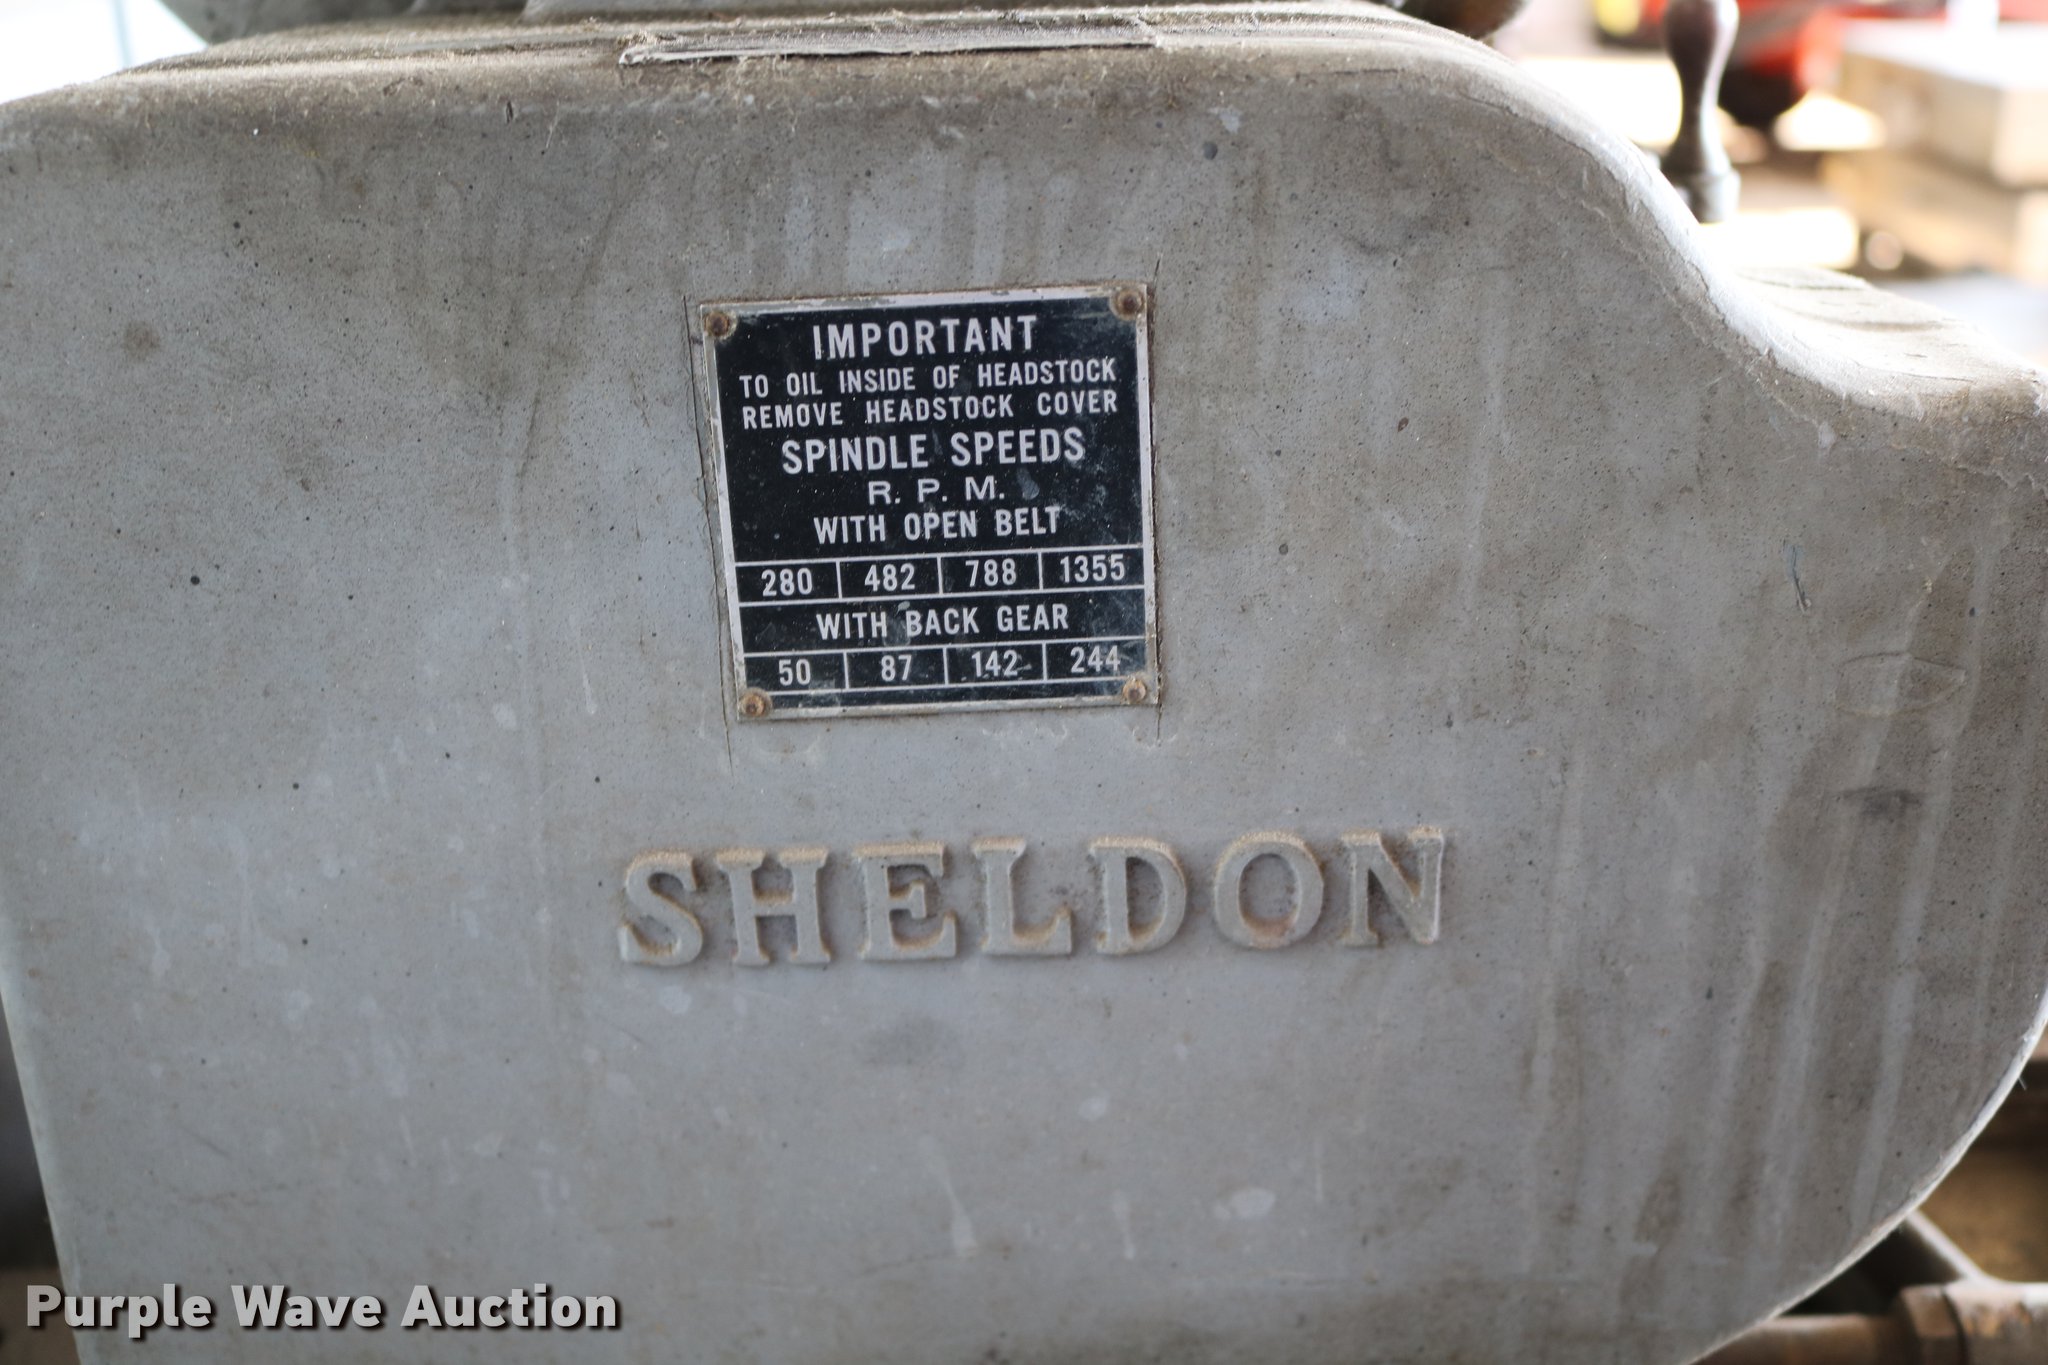 IMPORTANT
TO OIL INSIDE OF HEADSTOCK
REMOVE HEADSTOCK COVER
SPINDLE SPEEDS
R. P. M.
WITH OPEN BELT
280 482 788 1355
WITH BACK GEAR
50 87 142 244
SHELDON
Purple Wave Auction